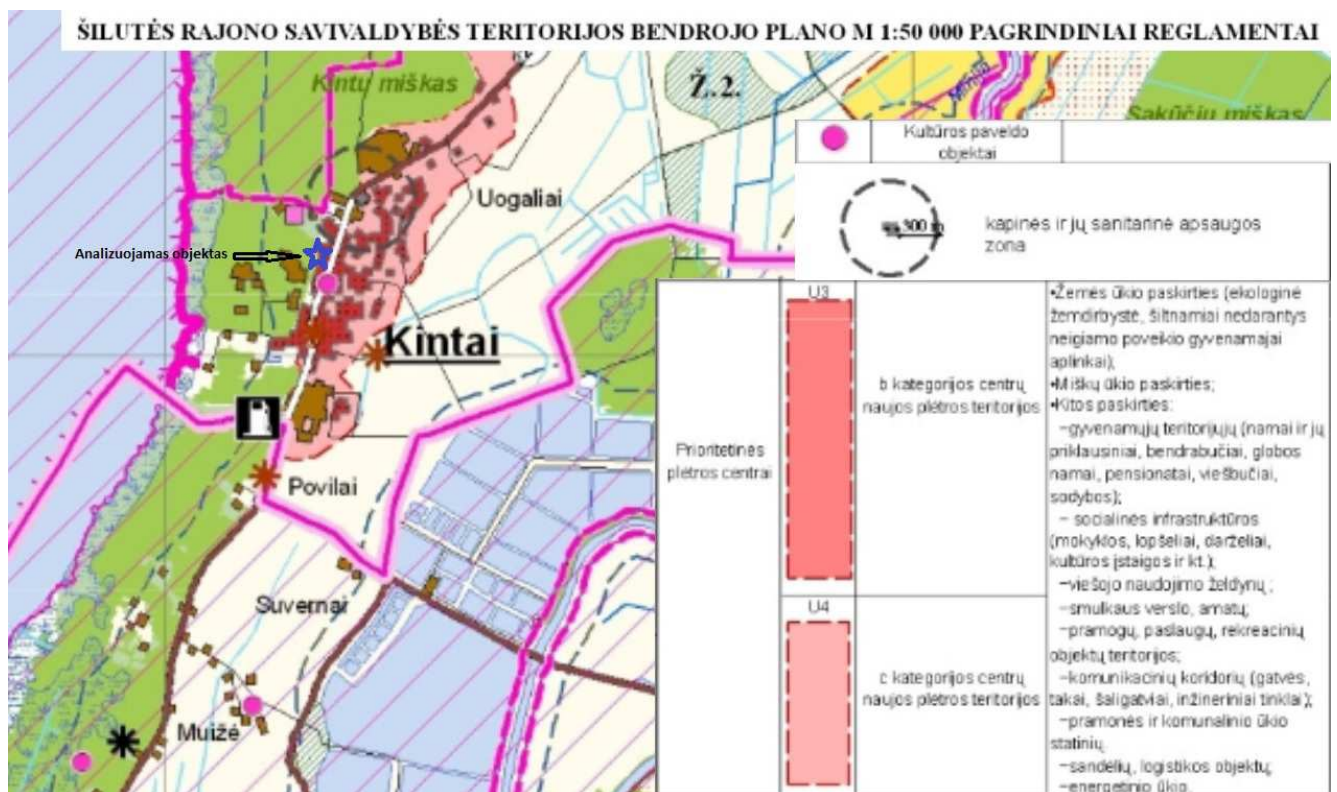 ŠILUTĖS RAJONO SAVIVALDYBĖS TERITORIJOS BENDROJO PLANO M 1:50 000 PAGRINDINIAI REGLAMENTAI
Kintų miškas
Ž.2.
Minija
Sakūčių miškas
Uogaliai
Analizuojamas objektas
Kintai
Povilai
Suvernai
Muižė
Kultūros paveldo
objektai
300 m
kapinės ir jų sanitarinė apsaugos
zona
Prioritetinės
plėtros centrai
U3
b kategorijos centrų
naujos plėtros teritorijos
U4
c kategorijos centrų
naujos plėtros teritorijos
•Žemės ūkio paskirties (ekologinė
žemdirbystė, šiltnamiai nedarantys
neigiamo poveikio gyvenamajai
aplinkai);
•Miškų ūkio paskirties;
•Kitos paskirties:
–gyvenamųjų teritorijųjų (namai ir jų
priklausiniai, bendrabučiai, globos
namai, pensionatai, viešbučiai,
sodybos);
– socialinės infrastruktūros
(mokyklos, lopšeliai, darželiai,
kultūros įstaigos ir kt.);
–viešojo naudojimo želdynų ;
–smulkaus verslo, amatų;
–pramogų, paslaugų, rekreacinių
objektų teritorijos;
–komunikacinių koridorių (gatvės,
takai, šaligatviai, inžineriniai tinklai);
–pramonės ir komunalinio ūkio
statinių.
–sandėlių, logistikos objektų;
–energetinio ūkio.